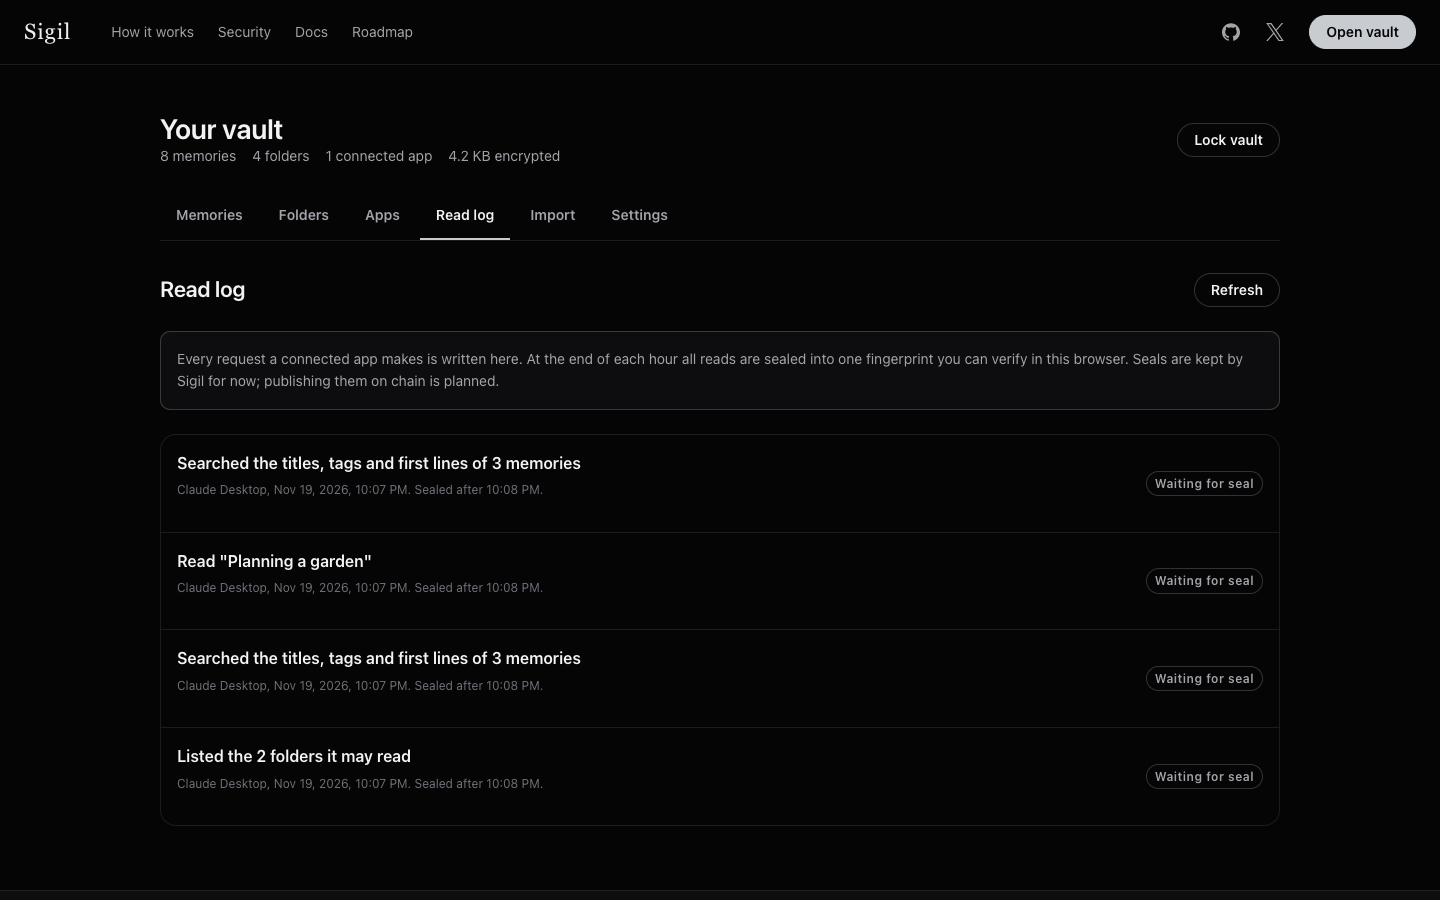 Sigil
How it works
Security
Docs
Roadmap
Open vault
Your vault
8 memories 4 folders 1 connected app 4.2 KB encrypted
Lock vault
Memories
Folders
Apps
Read log
Import
Settings
Read log
Refresh
Every request a connected app makes is written here. At the end of each hour all reads are sealed into one fingerprint you can verify in this browser. Seals are kept by
Sigil for now; publishing them on chain is planned.
Searched the titles, tags and first lines of 3 memories
Claude Desktop, Nov 19, 2026, 10:07 PM. Sealed after 10:08 PM.
Waiting for seal
Read "Planning a garden"
Claude Desktop, Nov 19, 2026, 10:07 PM. Sealed after 10:08 PM.
Waiting for seal
Searched the titles, tags and first lines of 3 memories
Claude Desktop, Nov 19, 2026, 10:07 PM. Sealed after 10:08 PM.
Waiting for seal
Listed the 2 folders it may read
Claude Desktop, Nov 19, 2026, 10:07 PM. Sealed after 10:08 PM.
Waiting for seal